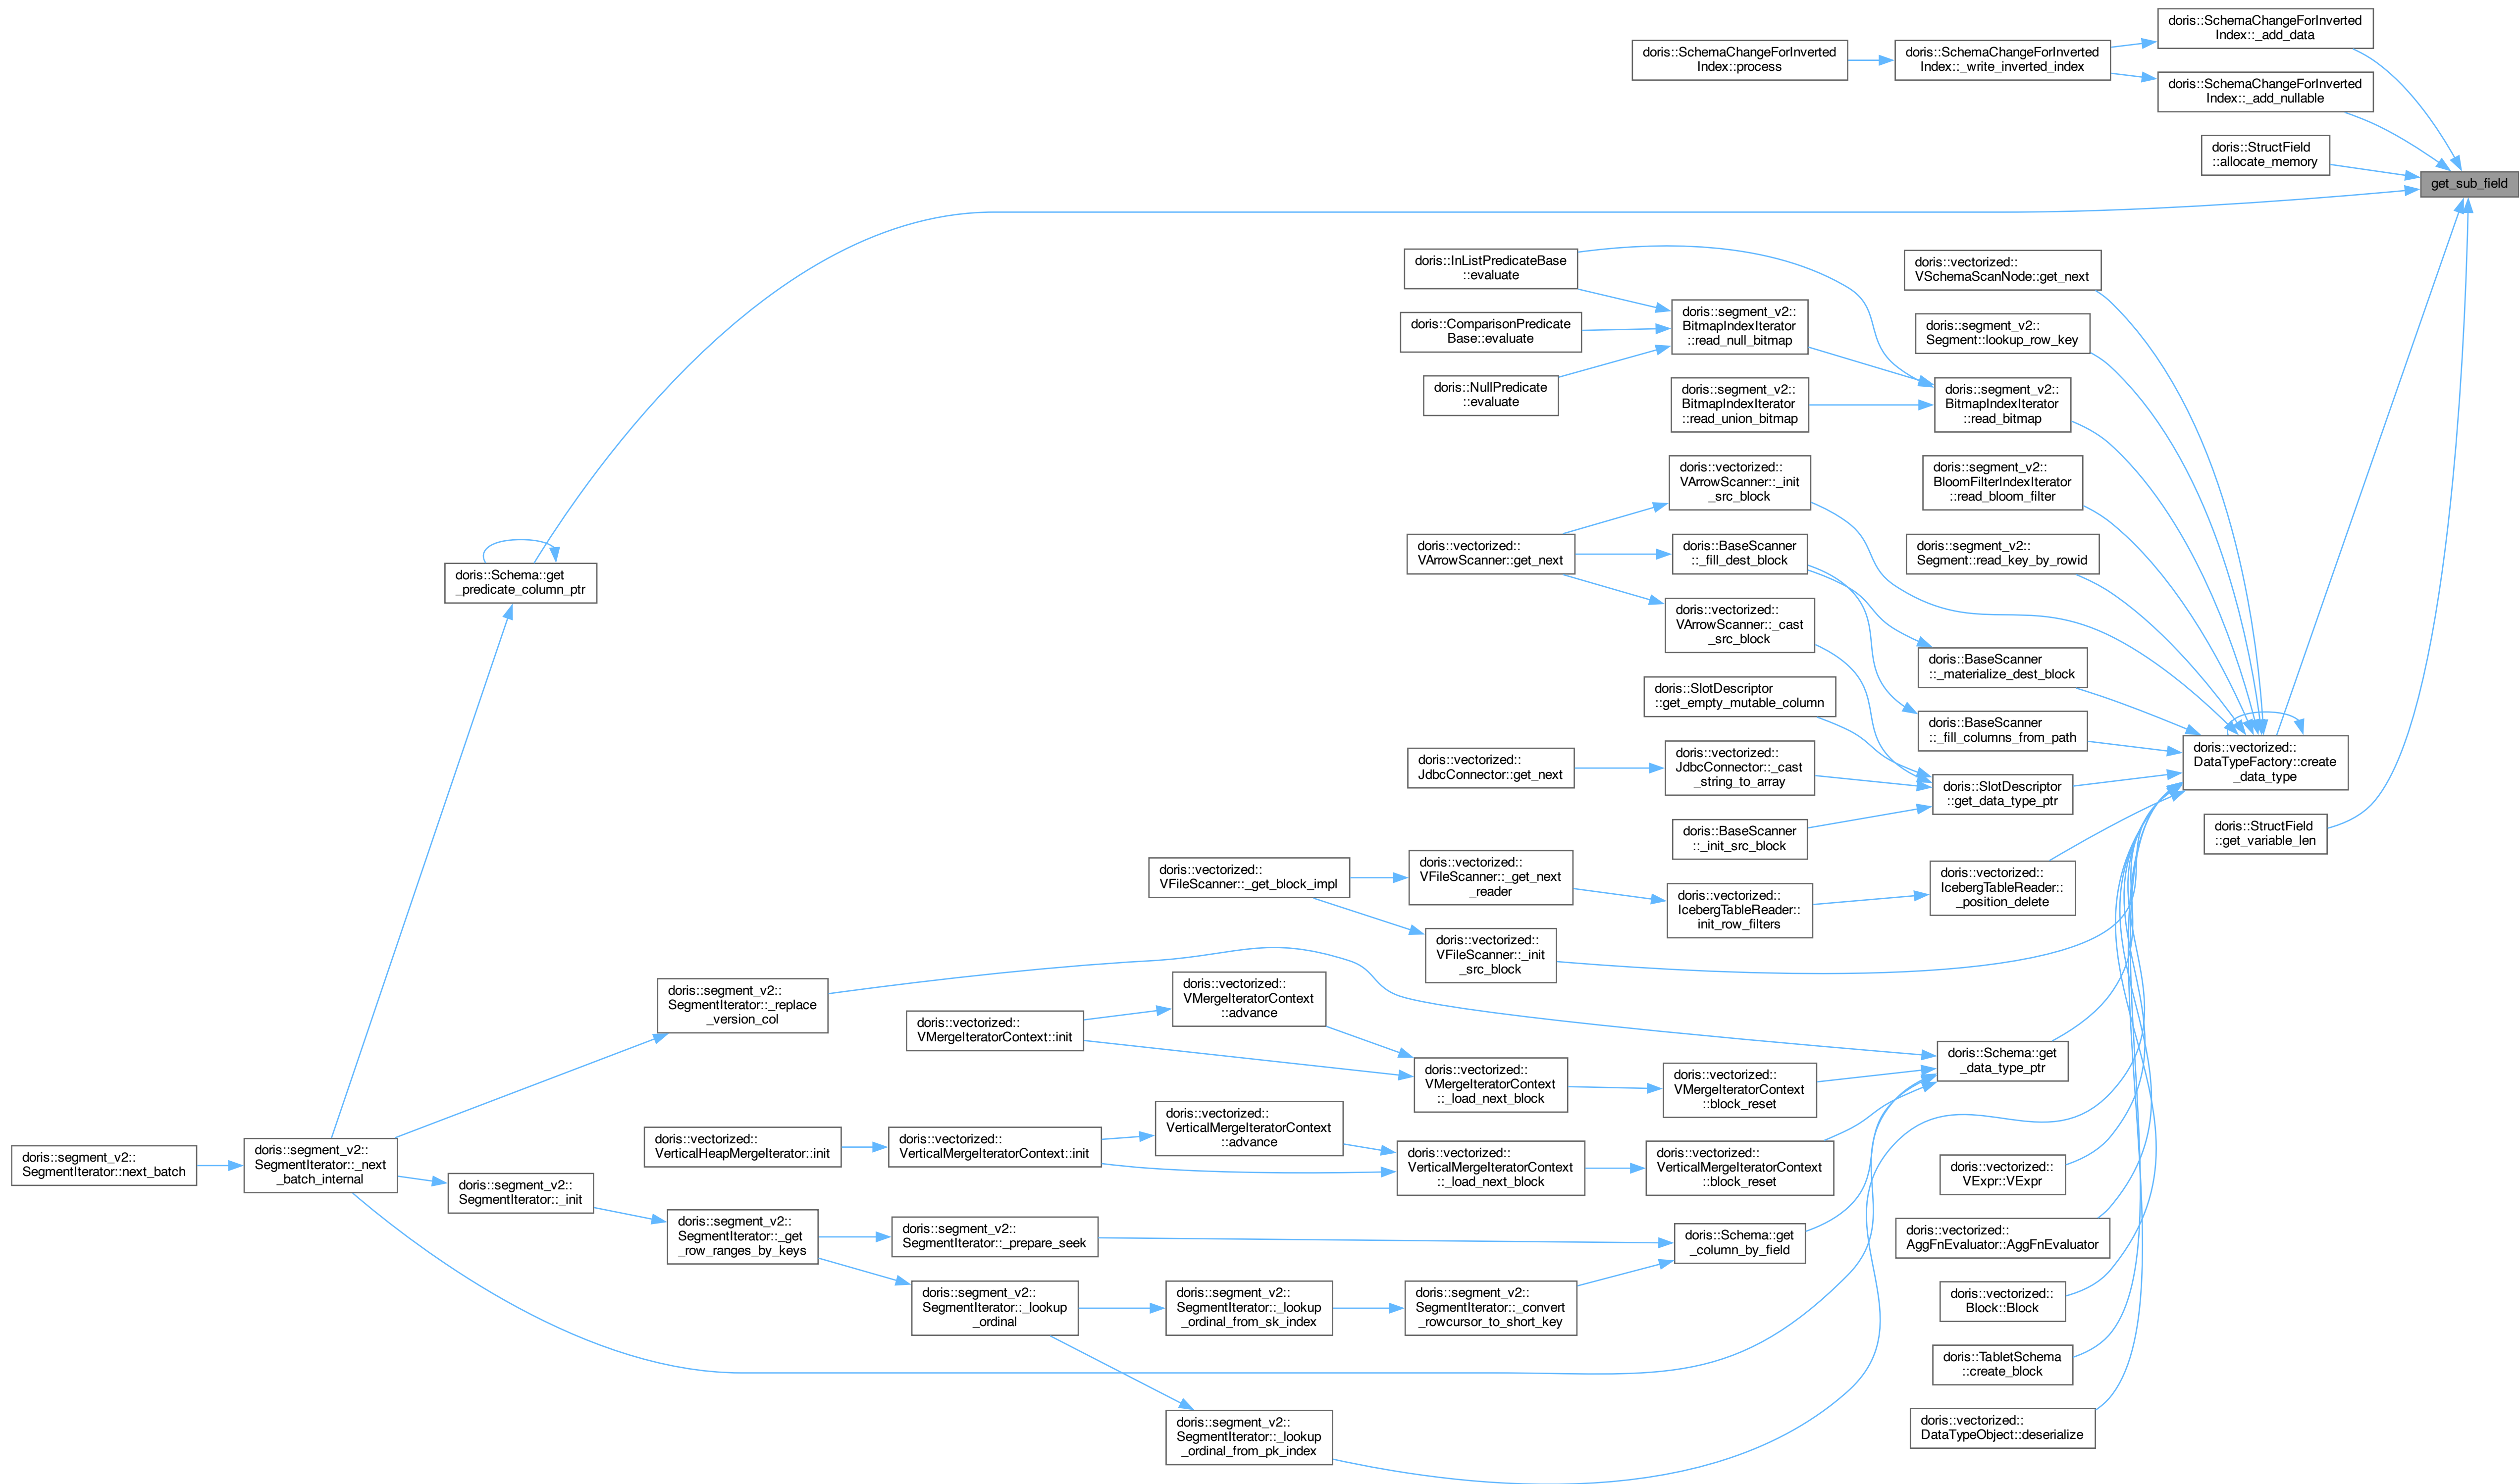 doris::SchemaChangeForInverted
Index::_add_data
doris::SchemaChangeForInverted
Index::process
doris::SchemaChangeForInverted
Index::_write_inverted_index
doris::SchemaChangeForInverted
Index::_add_nullable
doris::StructField
::allocate_memory
get_sub_field
doris::InListPredicateBase
::evaluate
doris::vectorized::
VSchemaScanNode::get_next
doris::ComparisonPredicate
Base::evaluate
doris::segment_v2::
BitmapIndexIterator
::read_null_bitmap
doris::segment_v2::
Segment::lookup_row_key
doris::NullPredicate
::evaluate
doris::segment_v2::
BitmapIndexIterator
::read_union_bitmap
doris::segment_v2::
BitmapIndexIterator
::read_bitmap
doris::vectorized::
VArrowScanner::_init
_src_block
doris::segment_v2::
BloomFilterIndexIterator
::read_bloom_filter
doris::vectorized::
VArrowScanner::get_next
doris::BaseScanner
::_fill_dest_block
doris::segment_v2::
Segment::read_key_by_rowid
doris::Schema::get
_predicate_column_ptr
doris::vectorized::
VArrowScanner::_cast
_src_block
doris::BaseScanner
::_materialize_dest_block
doris::SlotDescriptor
::get_empty_mutable_column
doris::BaseScanner
::_fill_columns_from_path
doris::vectorized::
DataTypeFactory::create
_data_type
doris::vectorized::
JdbcConnector::get_next
doris::vectorized::
JdbcConnector::_cast
_string_to_array
doris::SlotDescriptor
::get_data_type_ptr
doris::BaseScanner
::_init_src_block
doris::StructField
::get_variable_len
doris::vectorized::
VFileScanner::_get_block_impl
doris::vectorized::
VFileScanner::_get_next
_reader
doris::vectorized::
IcebergTableReader::
init_row_filters
doris::vectorized::
IcebergTableReader::
_position_delete
doris::vectorized::
VFileScanner::_init
_src_block
doris::segment_v2::
SegmentIterator::_replace
_version_col
doris::vectorized::
VMergeIteratorContext::init
doris::vectorized::
VMergeIteratorContext
::advance
doris::vectorized::
VMergeIteratorContext
::_load_next_block
doris::vectorized::
VMergeIteratorContext
::block_reset
doris::Schema::get
_data_type_ptr
doris::segment_v2::
SegmentIterator::next_batch
doris::segment_v2::
SegmentIterator::_next
_batch_internal
doris::vectorized::
VerticalHeapMergeIterator::init
doris::vectorized::
VerticalMergeIteratorContext::init
doris::vectorized::
VerticalMergeIteratorContext
::advance
doris::vectorized::
VerticalMergeIteratorContext
::_load_next_block
doris::vectorized::
VerticalMergeIteratorContext
::block_reset
doris::vectorized::
VExpr::VExpr
doris::segment_v2::
SegmentIterator::_init
doris::segment_v2::
SegmentIterator::_get
_row_ranges_by_keys
doris::segment_v2::
SegmentIterator::_prepare_seek
doris::Schema::get
_column_by_field
doris::vectorized::
AggFnEvaluator::AggFnEvaluator
doris::segment_v2::
SegmentIterator::_lookup
_ordinal
doris::segment_v2::
SegmentIterator::_lookup
_ordinal_from_sk_index
doris::segment_v2::
SegmentIterator::_convert
_rowcursor_to_short_key
doris::vectorized::
Block::Block
doris::TabletSchema
::create_block
doris::segment_v2::
SegmentIterator::_lookup
_ordinal_from_pk_index
doris::vectorized::
DataTypeObject::deserialize